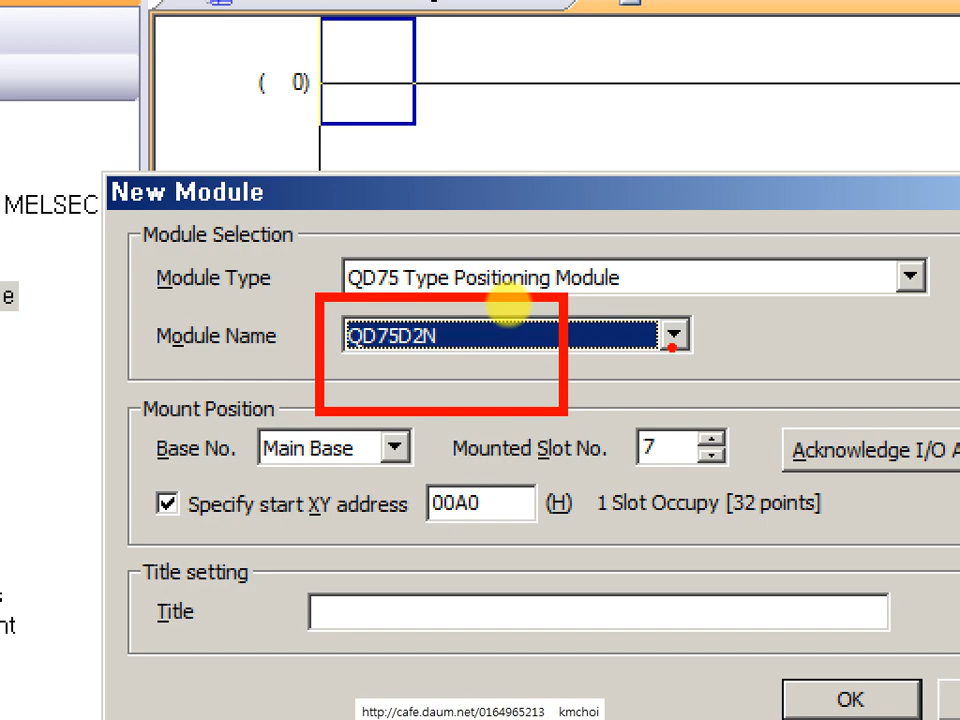 ( 0)
MELSEC
New Module
e
Module Selection
Module Type QD75 Type Positioning Module
Module Name QD75D2N
Mount Position
Base No. Main Base Mounted Slot No. 7 Acknowledge I/O A
Specify start XY address 00A0 (H) 1 Slot Occupy [32 points]
Title setting
Title
nt
OK
http://cafe.daum.net/0164965213 kmchoi